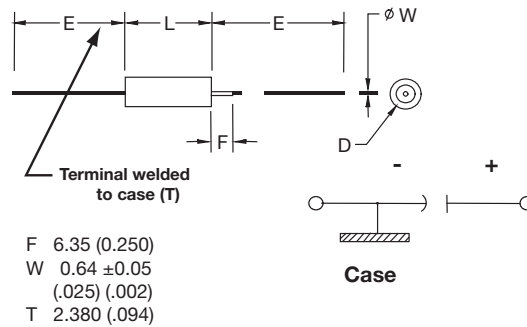 E L E ϕ W
F
D
Terminal welded
to case (T)
- +
Case
F 6.35 (0.250)
W 0.64 ±0.05
(.025) (.002)
T 2.380 (.094)